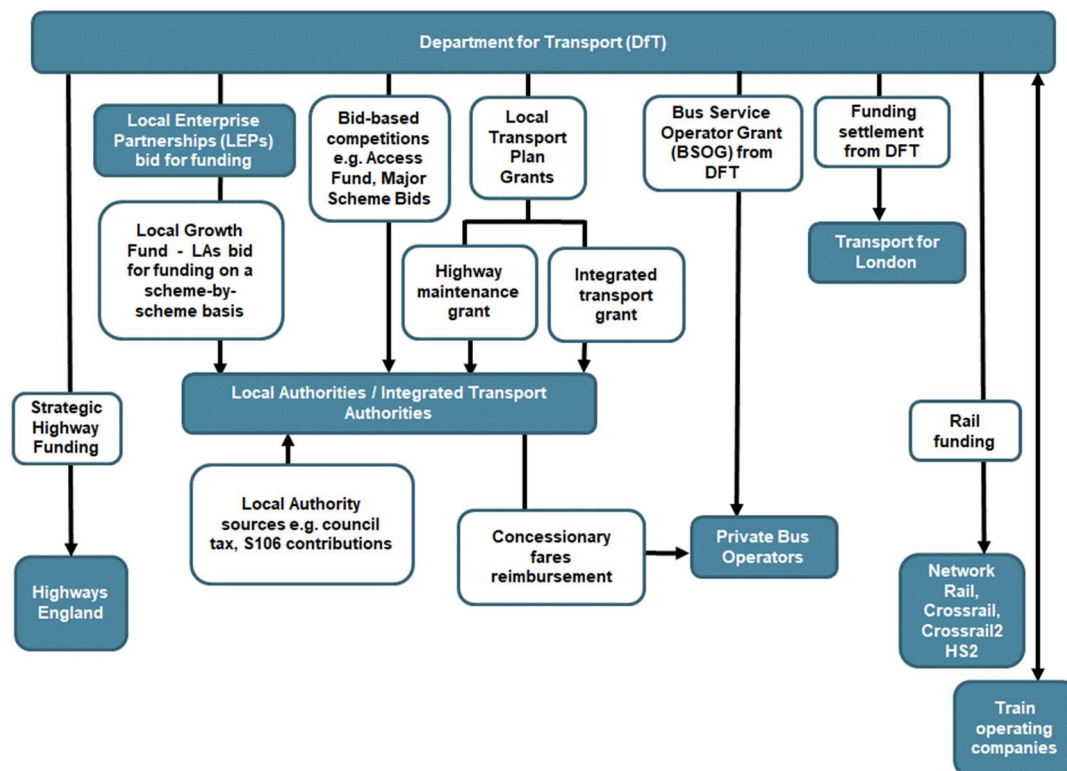 Department for Transport (DfT)
Local Enterprise
Partnerships (LEPs)
bid for funding
Bid-based
competitions
e.g. Access
Fund, Major
Scheme Bids
Local
Transport
Plan
Grants
Bus Service
Operator Grant
(BSOG) from
DFT
Funding
settlement
from DFT
Local Growth
Fund - LAs bid
for funding on a
scheme-by-
scheme basis
Highway
maintenance
grant
Integrated
transport
grant
Transport for
London
Local Authorities / Integrated Transport
Authorities
Strategic
Highway
Funding
Rail
funding
Local Authority
sources e.g. council
tax, S106 contributions
Concessionary
fares
reimbursement
Private Bus
Operators
Highways
England
Network
Rail,
Crossrail,
Crossrail2
HS2
Train
operating
companies